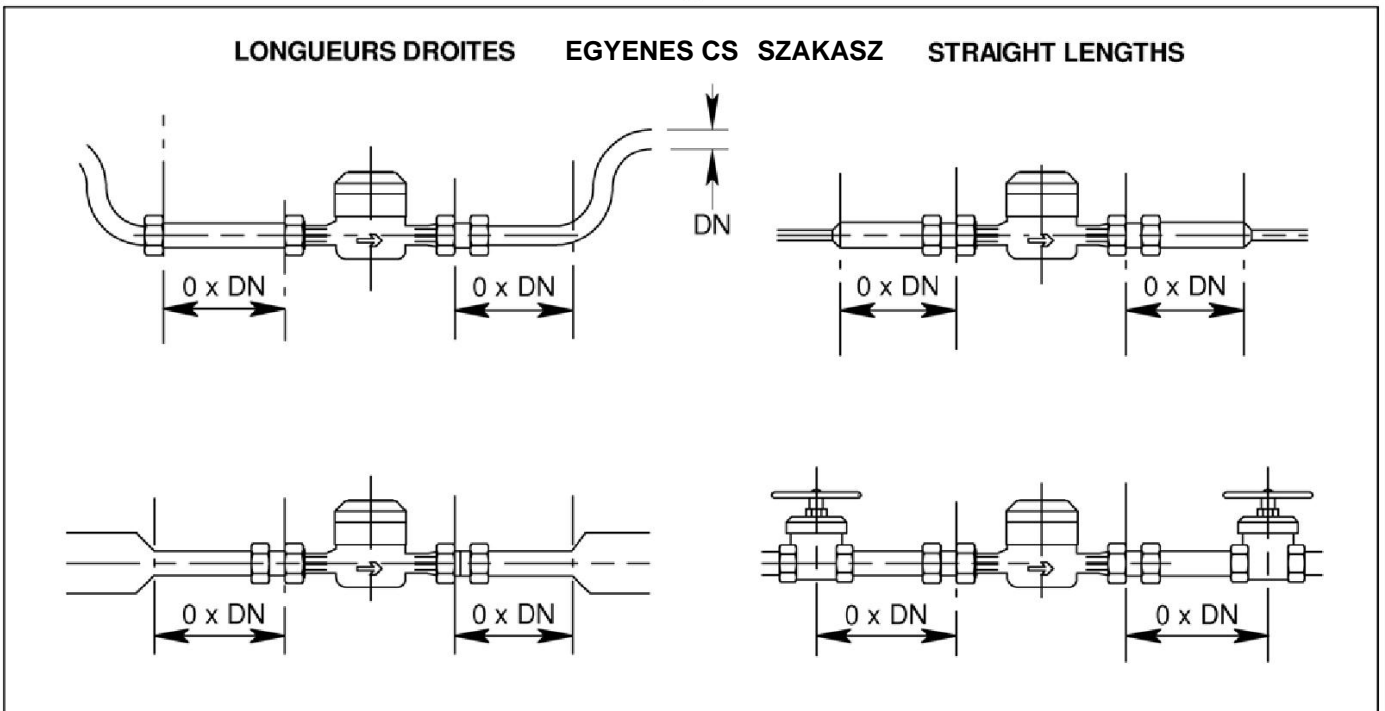 LONGUEURS DROITES EGYENES CS SZAKASZ STRAIGHT LENGTHS
DN
0 x DN 0 x DN 0 x DN 0 x DN
0 x DN 0 x DN 0 x DN 0 x DN